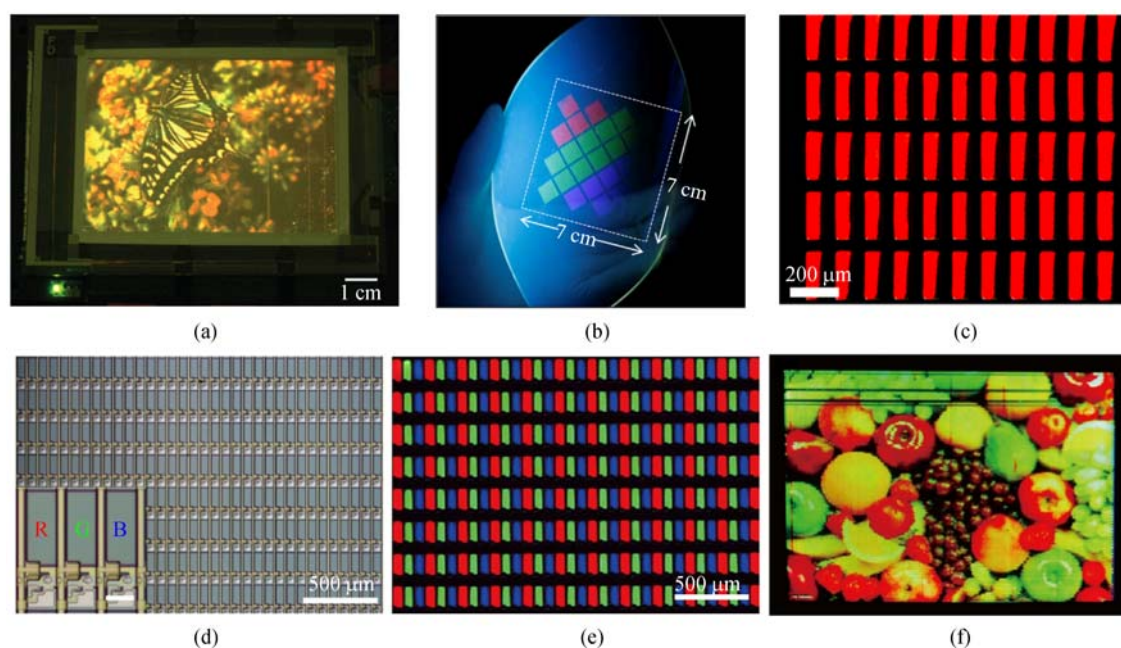 1 cm
(a)
7 cm
7 cm
(b)
200 μm
(c)
R G B
500 μm
(d)
500 μm
(e)
(f)